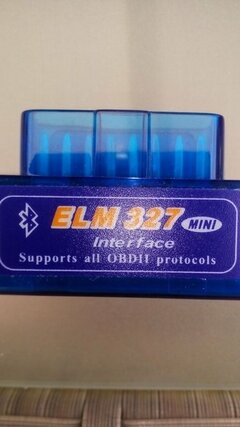 ELM 327 MINI
Interface
Supports all OBDII protocols